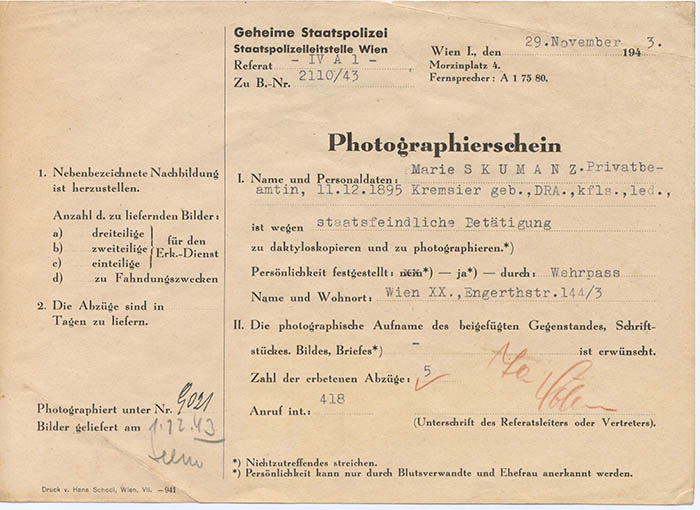 Geheime Staatspolizei
Staatspolizeileitstelle Wien
Referat - IV A 1 -
Zu B.-Nr. 2110/43
Wien I., den 29.November 194 3.
Morzinplatz 4.
Fernsprecher: A 1 75 80.
Photographierschein
1. Nebenbezeichnete Nachbildung
ist herzustellen.
Anzahl d. zu liefernden Bilder:
a) dreiteilige
b) zweiteilige
c) einteilige
für den
Erk.-Dienst
d) zu Fahndungszwecken
2. Die Abzüge sind in
Tagen zu liefern.
Photographiert unter Nr. 9021
Bilder geliefert am 1.12.43
I. Name und Personaldaten: Marie S K U M A N Z.Privatbe-
amtin, 11.12.1895 Kremsier geb.,DRA.,kfls.,led.,
ist wegen staatsfeindliche Betätigung
zu daktyloskopieren und zu photographieren.*)
Persönlichkeit festgestellt: nein*) — ja*) — durch: Wehrpass
Name und Wohnort: Wien XX.,Engerthstr.144/3
II. Die photographische Aufname des beigefügten Gegenstandes, Schrift-
stückes. Bildes, Briefes*) - ist erwünscht.
Zahl der erbetenen Abzüge: 5
Anruf int.: 418
(Unterschrift des Referatsleiters oder Vertreters).
*) Nichtzutreffendes streichen.
*) Persönlichkeit kann nur durch Blutsverwandte und Ehefrau anerkannt werden.
Druck v. Hans Schodl, Wien, VII. — 941